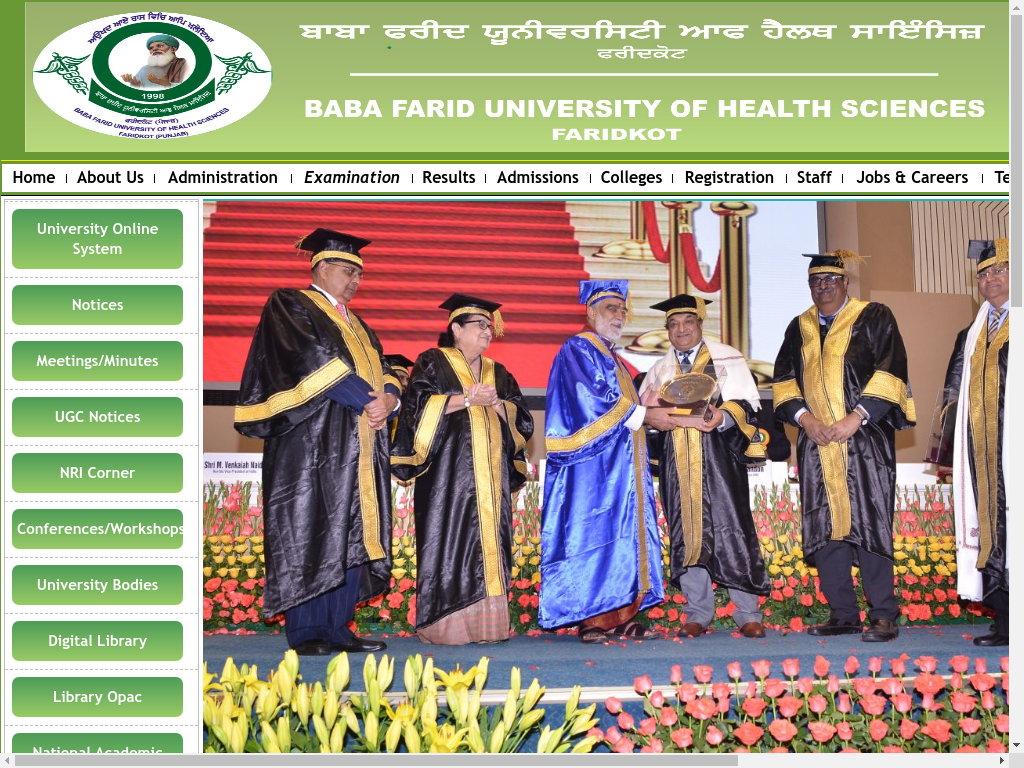 ਬਾਬਾ ਫਰੀਦ ਯੂਨੀਵਰਸਿਟੀ ਆਫ ਹੈਲਥ ਸਾਇੰਸਿਜ਼
ਫਰੀਦਕੋਟ
BABA FARID UNIVERSITY OF HEALTH SCIENCES
FARIDKOT
1998
BABA FARID UNIVERSITY OF HEALTH SCIENCES
FARIDKOT (PUNJAB)
Home
About Us
Administration
Examination
Results
Admissions
Colleges
Registration
Staff
Jobs & Careers
Te
University Online
System
Notices
Meetings/Minutes
UGC Notices
NRI Corner
Conferences/Workshops
University Bodies
Digital Library
Library Opac
National Academic
Shri M. Venkaiah Naid